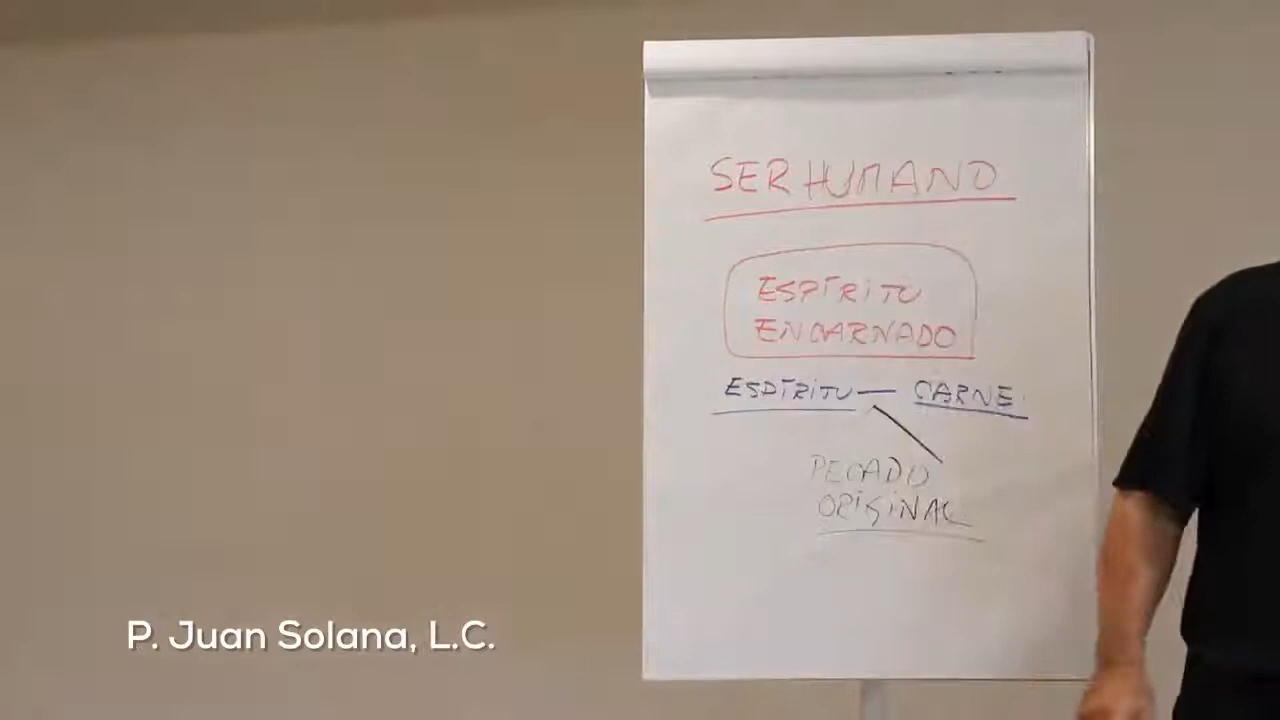 SER HUMANO
ESPÍRITU
ENCARNADO
ESPÍRITU — CARNE
PECADO
ORIGINAL
P. Juan Solana, L.C.